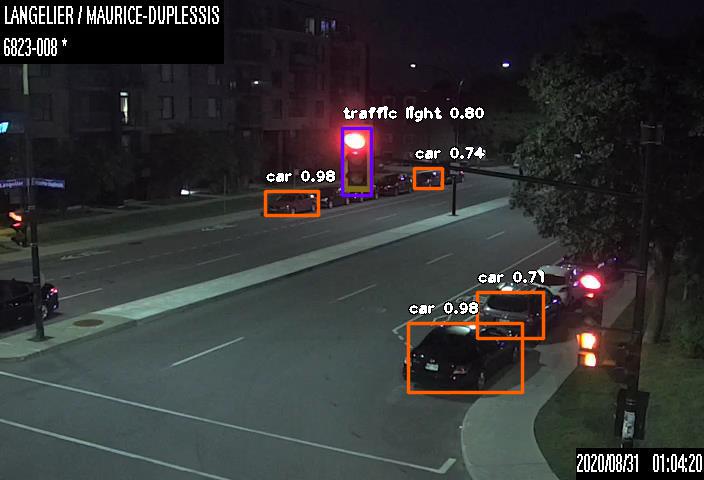 LANGELIER / MAURICE-DUPLESSIS
6823-008 *
traffic light 0.80
car 0.74
car 0.98
car 0.71
car 0.98
Langelier
2020/08/31 01:04:20